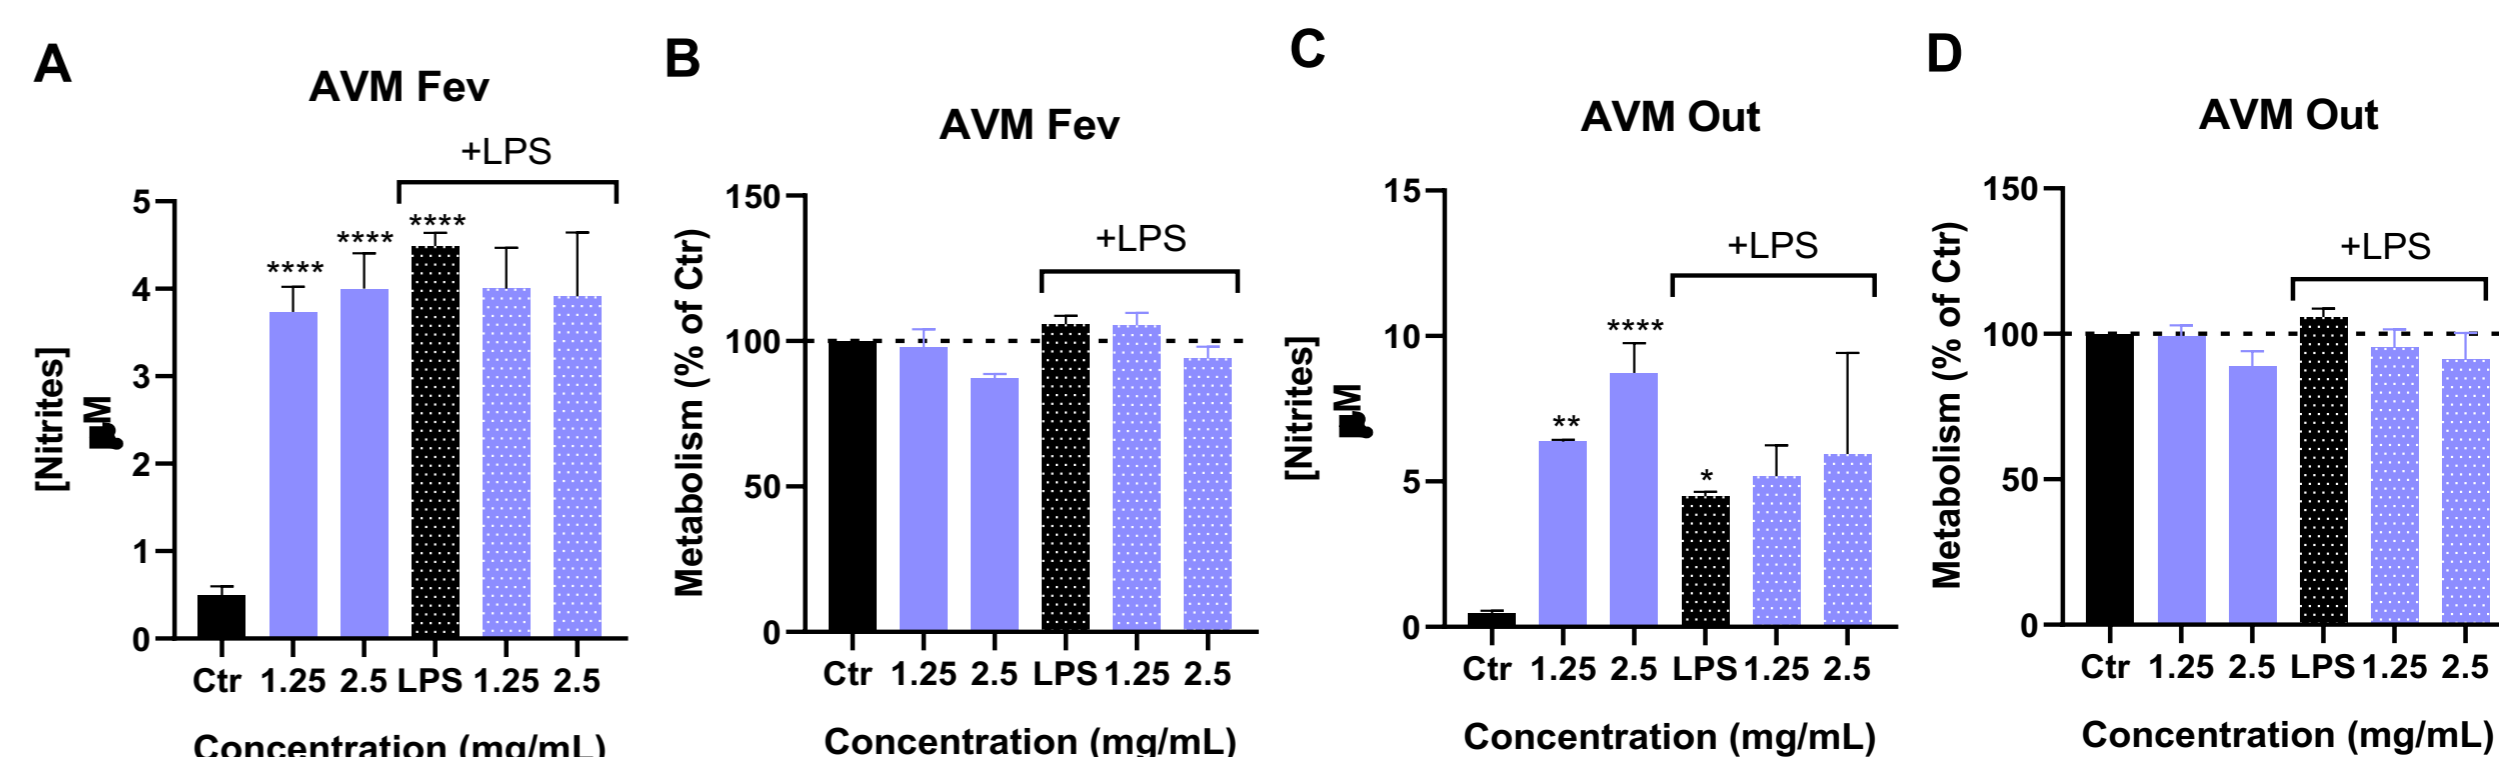 A
AVM Fev
+LPS
****
****
****
5
4
3
2
1
0
[Nitrites]
µM
Ctr 1.25 2.5 LPS 1.25 2.5
Concentration (mg/mL)
B
AVM Fev
+LPS
150
100
50
0
Metabolism (% of Ctr)
Ctr 1.25 2.5 LPS 1.25 2.5
Concentration (mg/mL)
C
AVM Out
+LPS
**
****
*
15
10
5
0
[Nitrites]
µM
Ctr 1.25 2.5 LPS 1.25 2.5
Concentration (mg/mL)
D
AVM Out
+LPS
150
100
50
0
Metabolism (% of Ctr)
Ctr 1.25 2.5 LPS 1.25 2.5
Concentration (mg/mL)